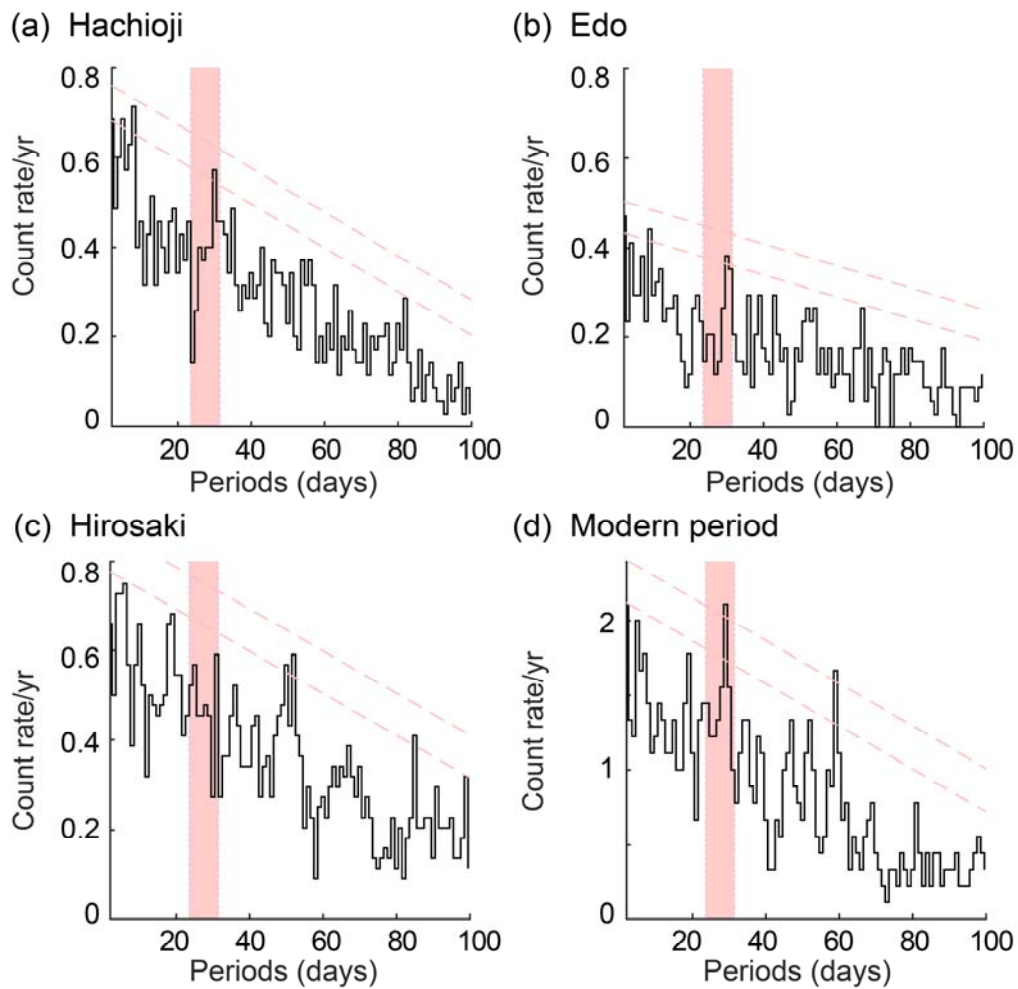 (a) Hachioji
(b) Edo
0.8
0.6
0.4
0.2
0
Count rate/yr
20 40 60 80 100
Periods (days)
0.8
0.6
0.4
0.2
0
Count rate/yr
20 40 60 80 100
Periods (days)
(c) Hirosaki
(d) Modern period
0.8
0.6
0.4
0.2
0
Count rate/yr
20 40 60 80 100
Periods (days)
2
1
0
Count rate/yr
20 40 60 80 100
Periods (days)